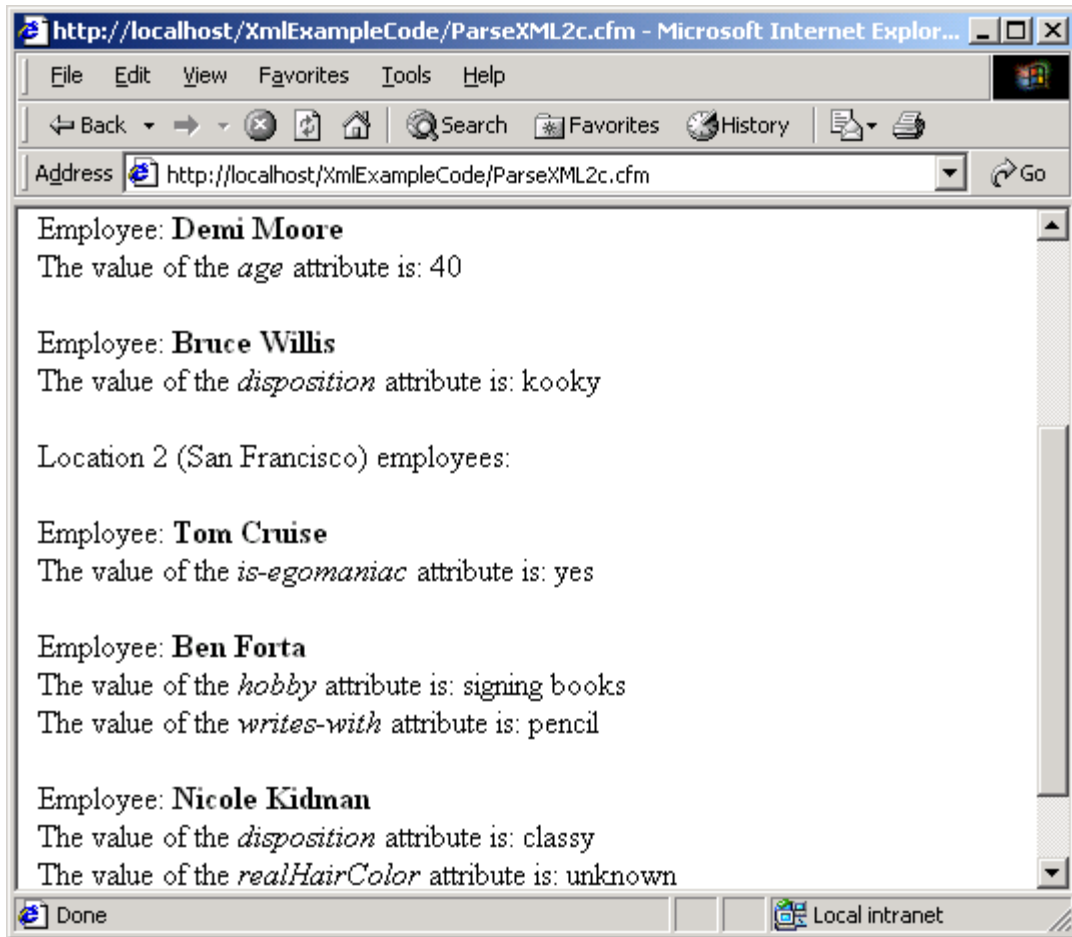 http://localhost/XmlExampleCode/ParseXML2c.cfm - Microsoft Internet Explor...
File Edit View Favorites Tools Help
Back Search Favorites History
Address http://localhost/XmlExampleCode/ParseXML2c.cfm Go
Employee: Demi Moore
The value of the age attribute is: 40
Employee: Bruce Willis
The value of the disposition attribute is: kooky
Location 2 (San Francisco) employees:
Employee: Tom Cruise
The value of the is-egomaniac attribute is: yes
Employee: Ben Forta
The value of the hobby attribute is: signing books
The value of the writes-with attribute is: pencil
Employee: Nicole Kidman
The value of the disposition attribute is: classy
The value of the realHairColor attribute is: unknown
Done Local intranet